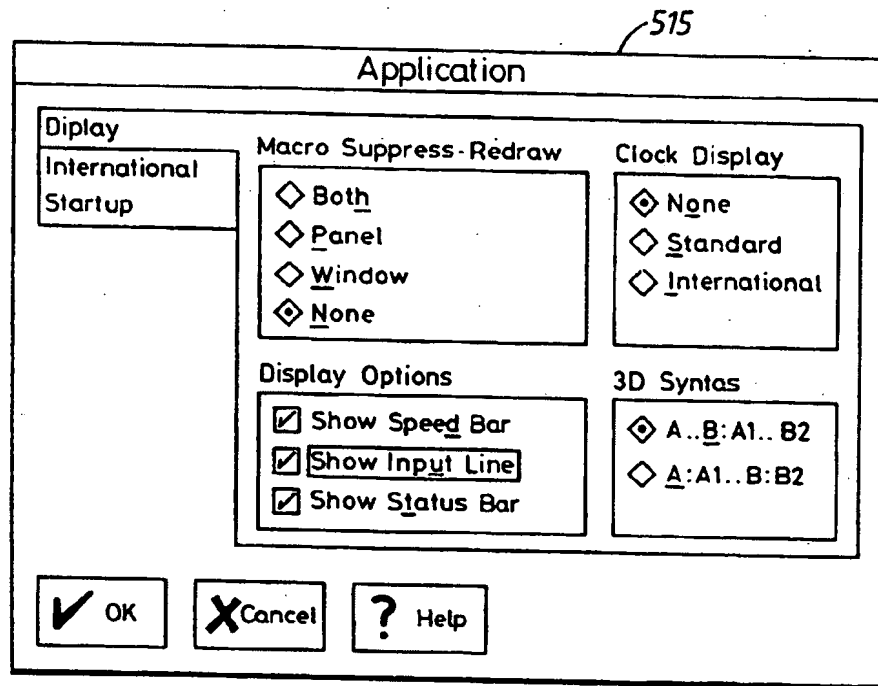 515
Application
Diplay
International
Startup
Macro Suppress-Redraw
Both
Panel
Window
None
Clock Display
None
Standard
International
Display Options
Show Speed Bar
Show Input Line
Show Status Bar
3D Syntas
A..B:A1..B2
A:A1..B:B2
OK
Cancel
? Help